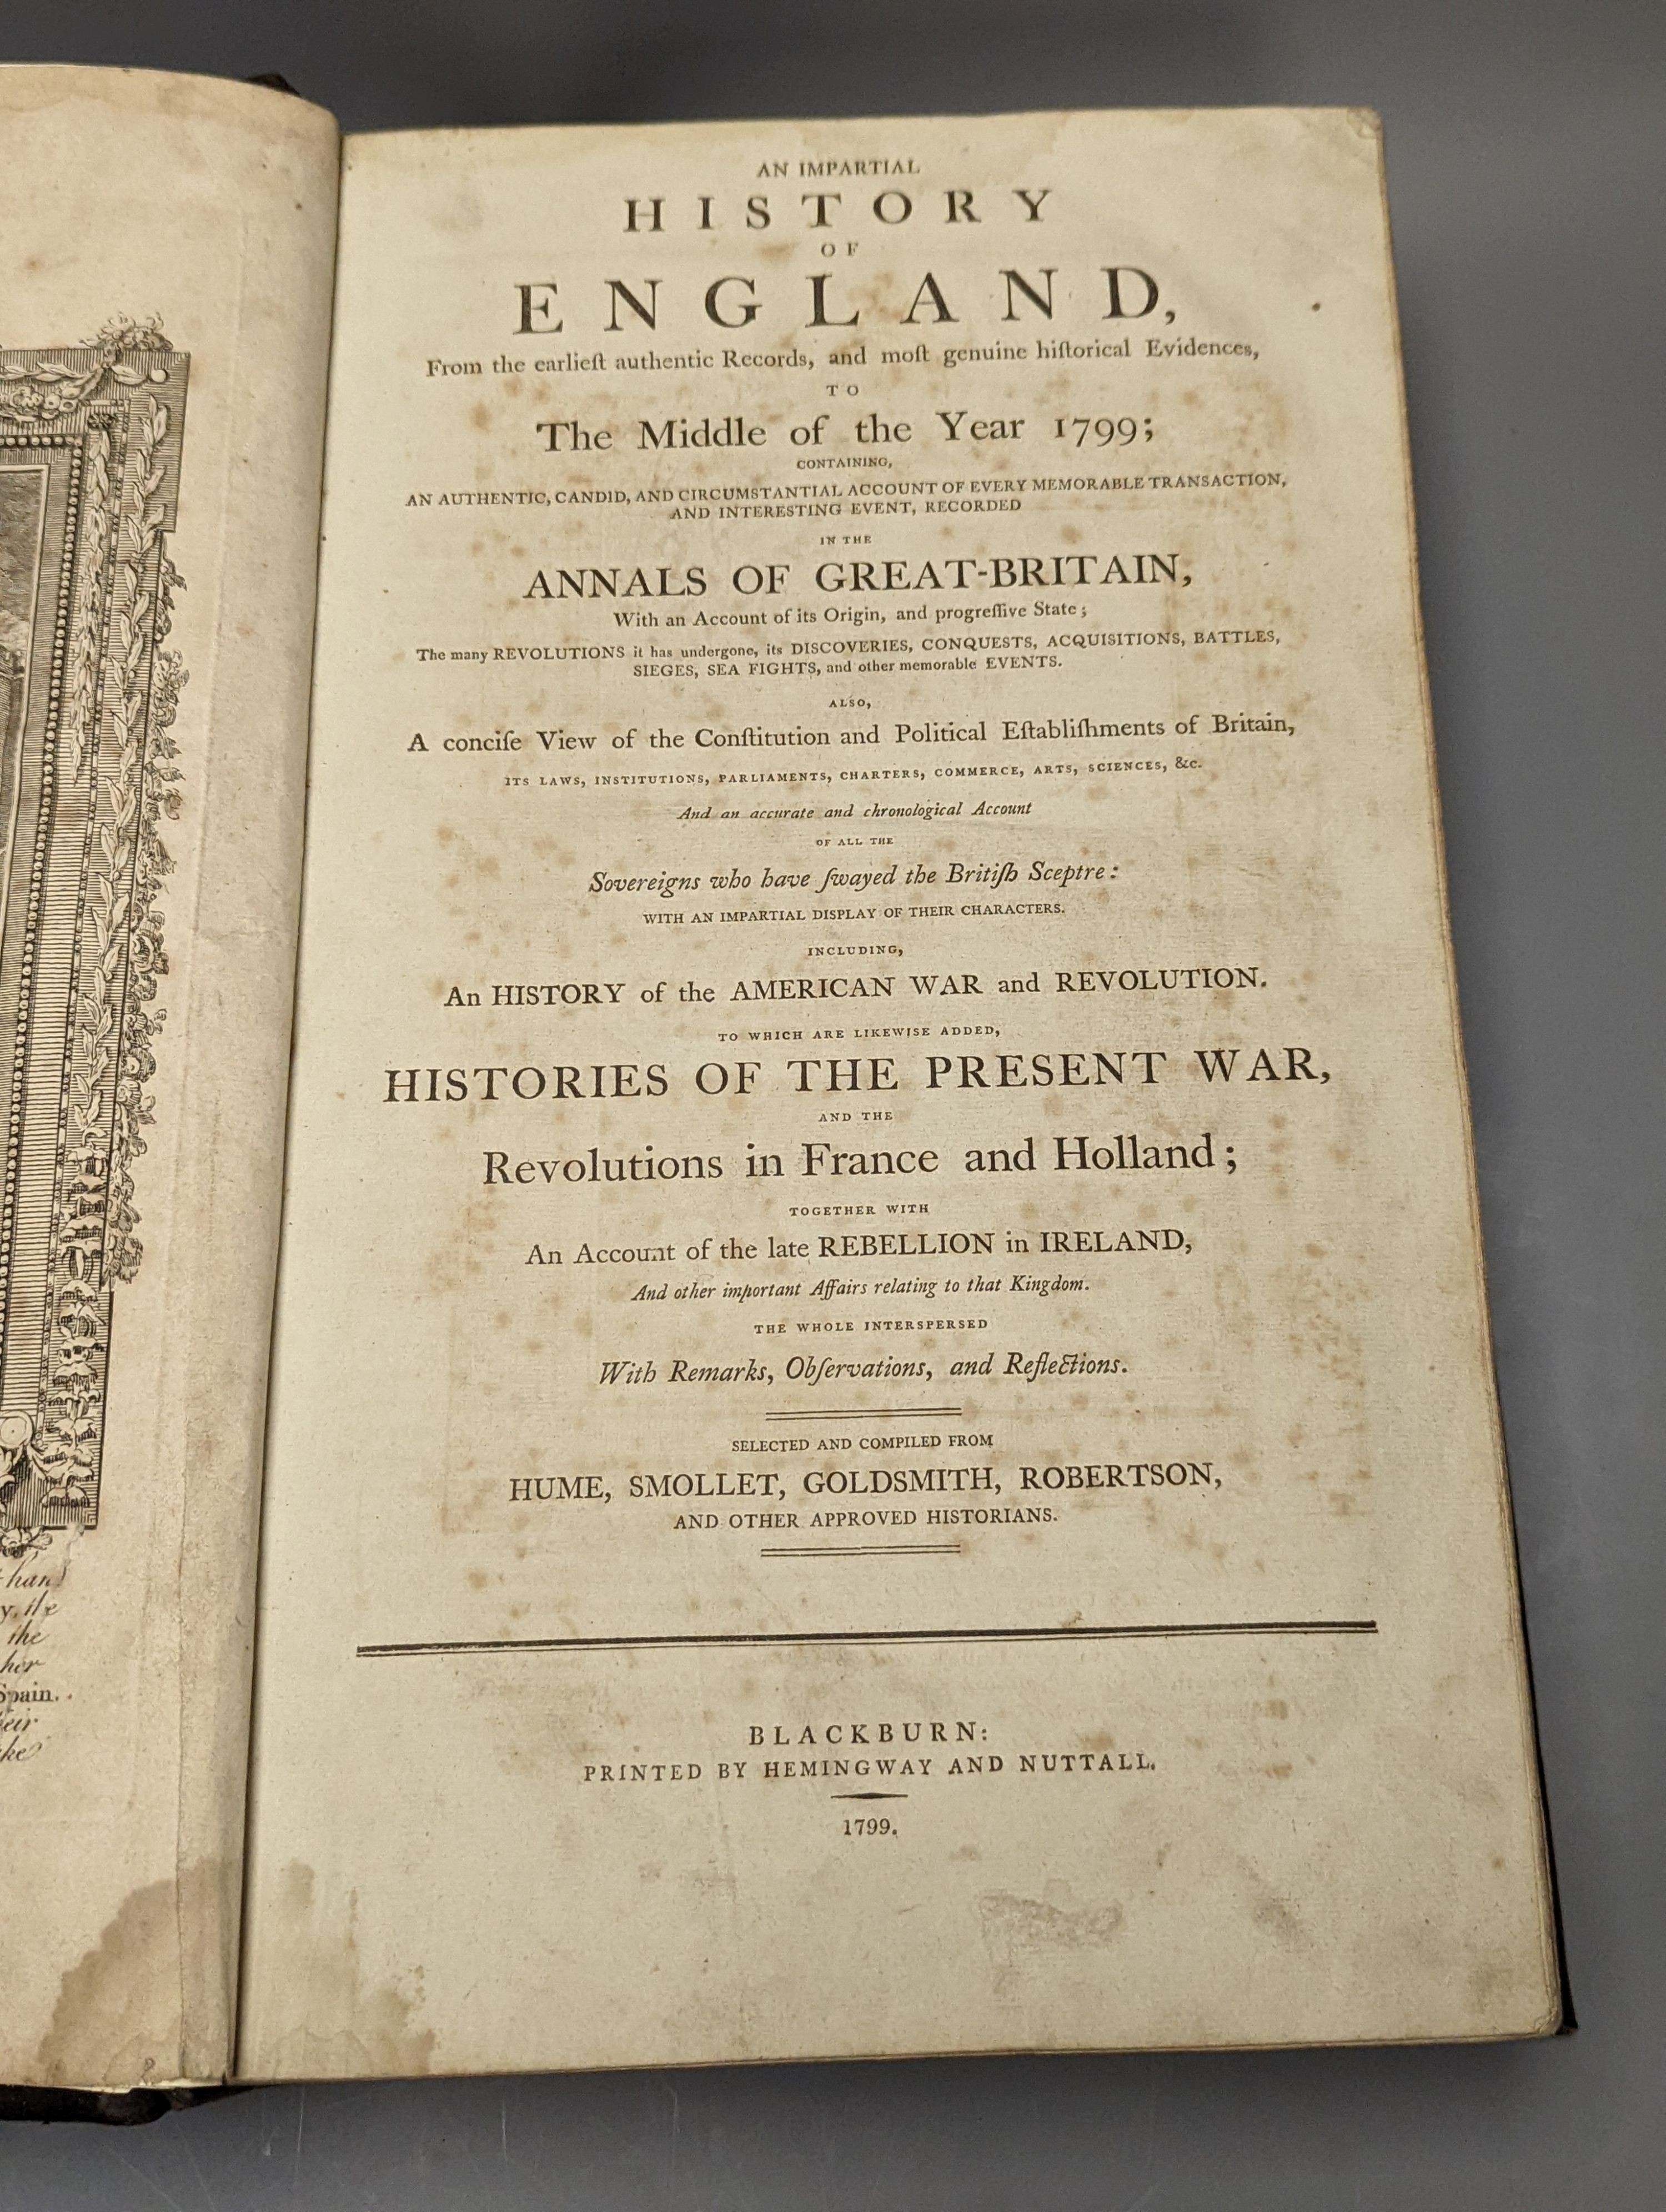 AN IMPARTIAL
HISTORY
OF
ENGLAND,
From the earlieſt authentic Records, and moſt genuine hiſtorical Evidences,
TO
The Middle of the Year 1799;
CONTAINING,
AN AUTHENTIC, CANDID, AND CIRCUMSTANTIAL ACCOUNT OF EVERY MEMORABLE TRANSACTION,
AND INTERESTING EVENT, RECORDED
IN THE
ANNALS OF GREAT-BRITAIN,
With an Account of its Origin, and progreſſive State;
The many REVOLUTIONS it has undergone, its DISCOVERIES, CONQUESTS, ACQUISITIONS, BATTLES,
SIEGES, SEA FIGHTS, and other memorable EVENTS.
ALSO,
A conciſe View of the Conſtitution and Political Eſtabliſhments of Britain,
ITS LAWS, INSTITUTIONS, PARLIAMENTS, CHARTERS, COMMERCE, ARTS, SCIENCES, &c.
And an accurate and chronological Account
OF ALL THE
Sovereigns who have ſwayed the Britiſh Sceptre:
WITH AN IMPARTIAL DISPLAY OF THEIR CHARACTERS.
INCLUDING,
An HISTORY of the AMERICAN WAR and REVOLUTION.
TO WHICH ARE LIKEWISE ADDED,
HISTORIES OF THE PRESENT WAR,
AND THE
Revolutions in France and Holland;
TOGETHER WITH
An Account of the late REBELLION in IRELAND,
And other important Affairs relating to that Kingdom.
THE WHOLE INTERSPERSED
With Remarks, Obſervations, and Reflections.
SELECTED AND COMPILED FROM
HUME, SMOLLET, GOLDSMITH, ROBERTSON,
AND OTHER APPROVED HISTORIANS.
BLACKBURN:
PRINTED BY HEMINGWAY AND NUTTALL.
1799.
the
Spain.